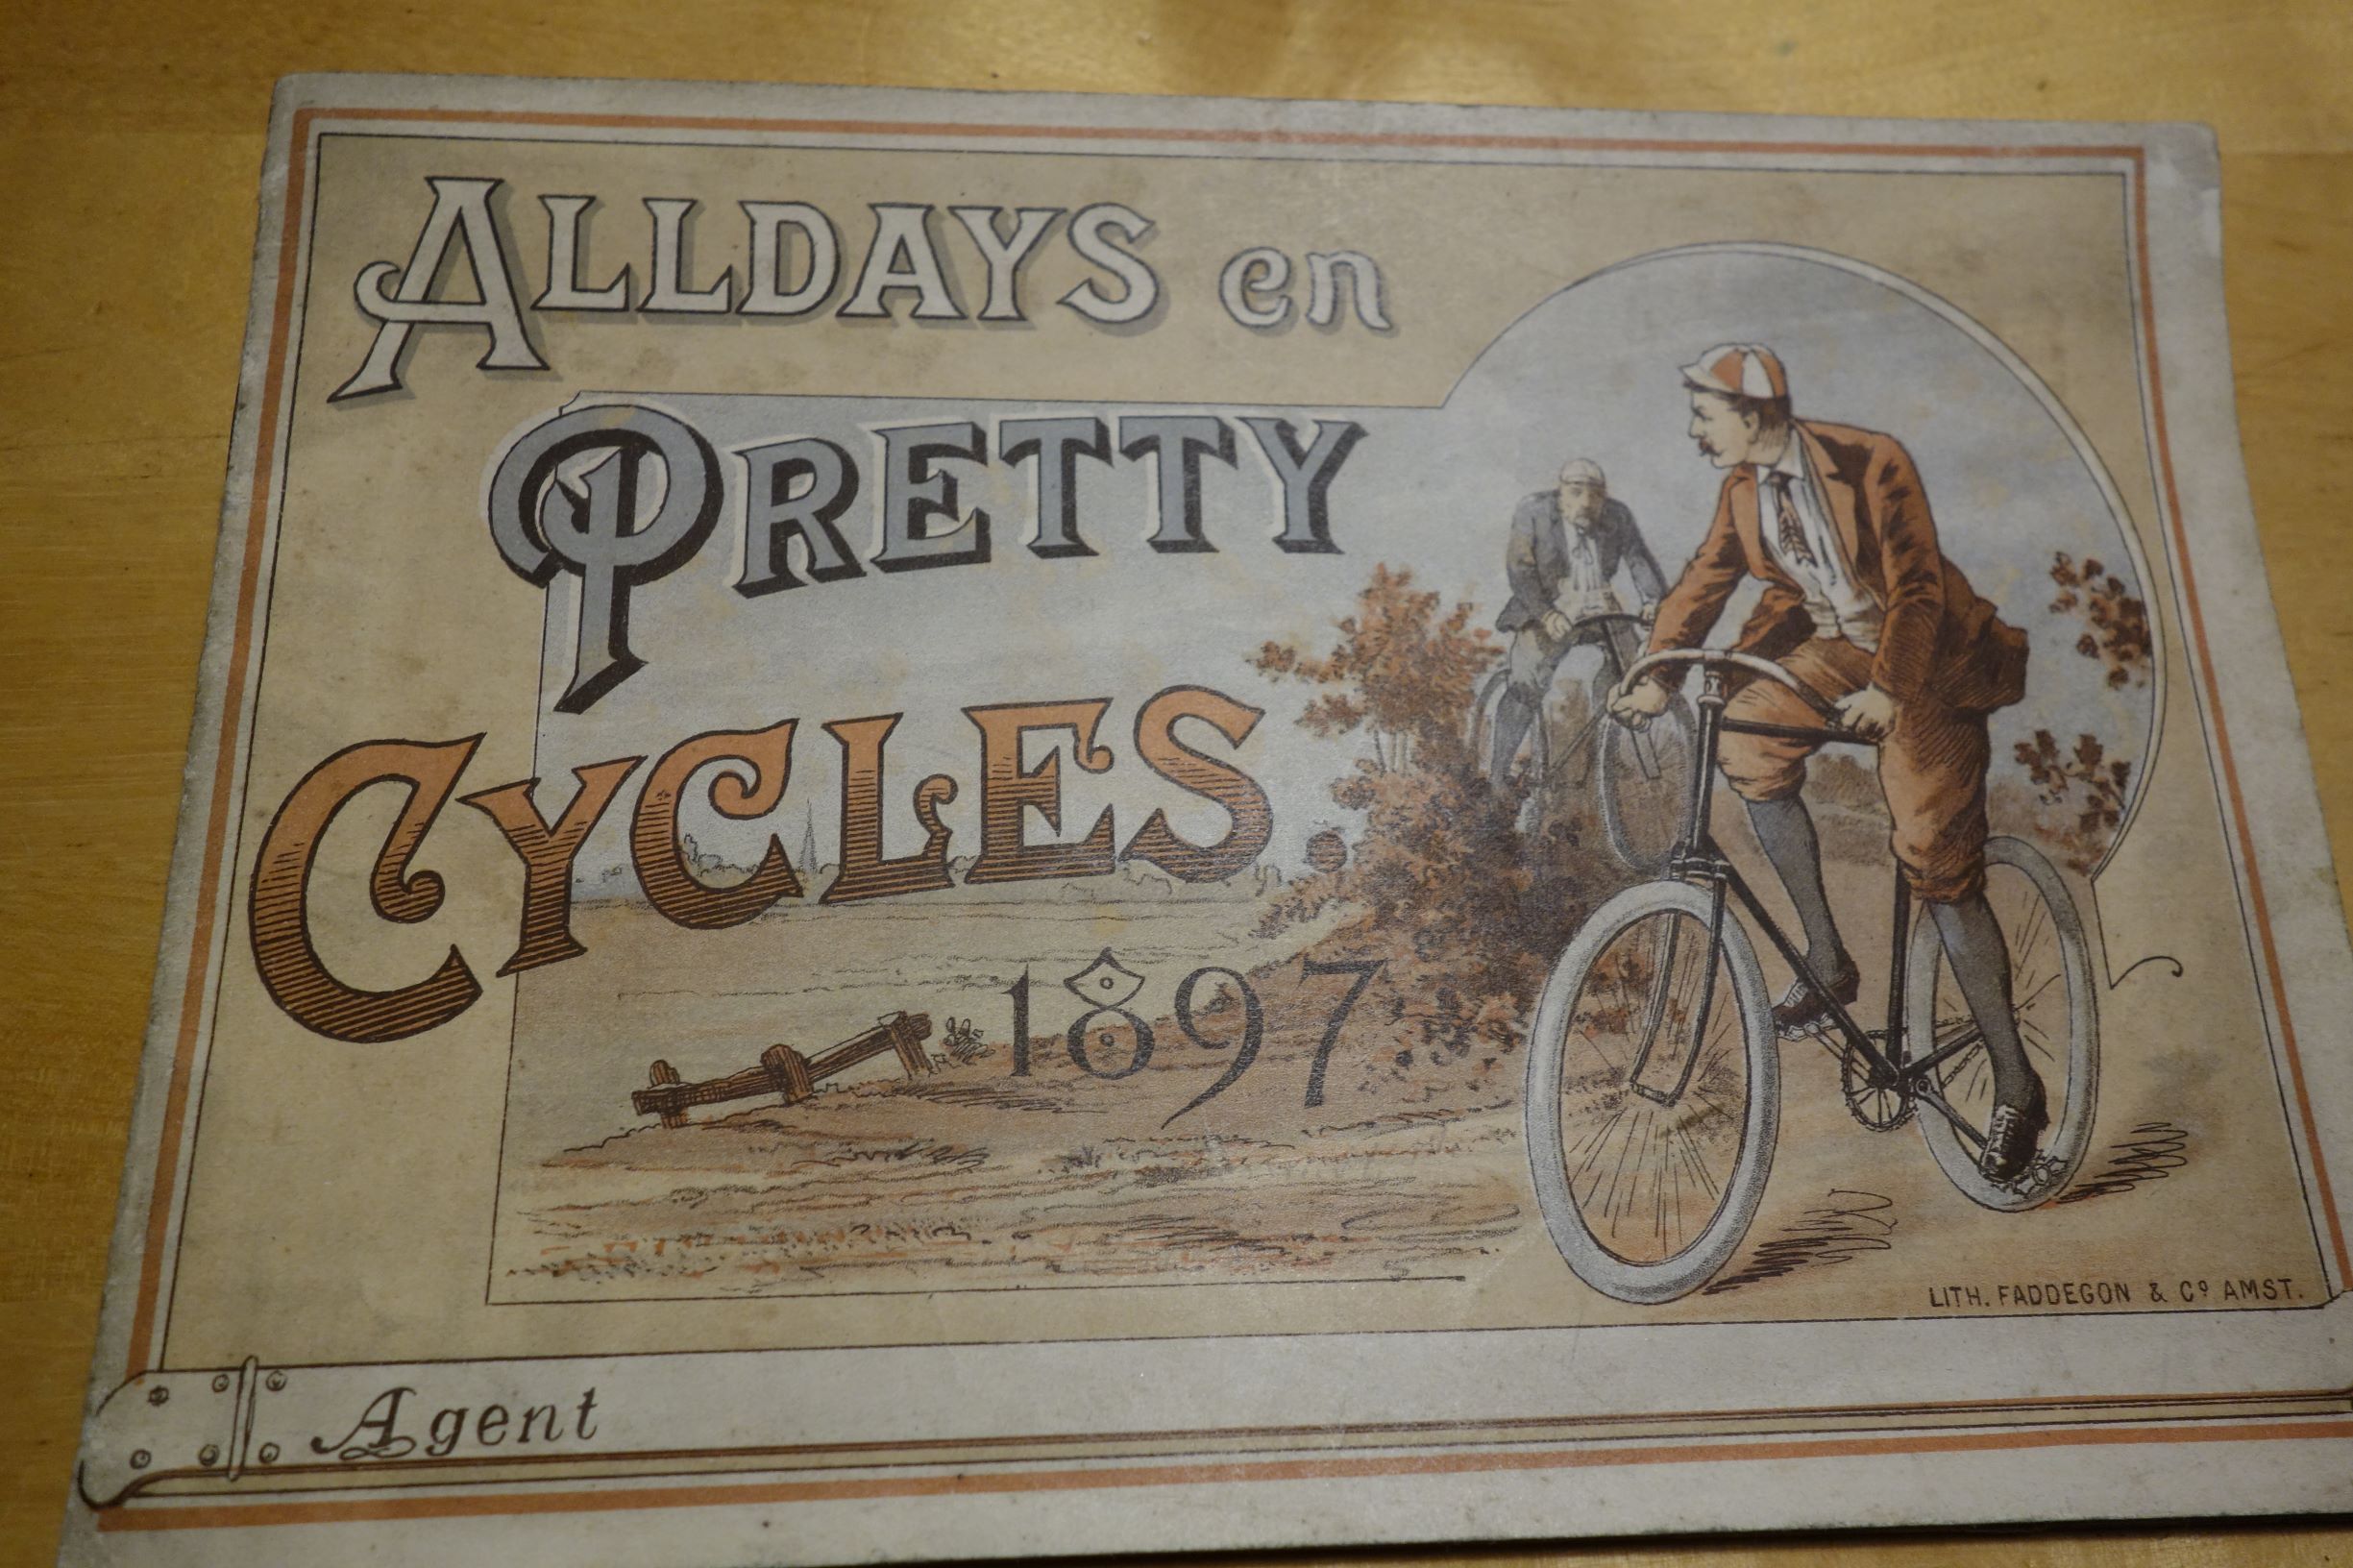 ALLDAYS en
PRETTY
CYCLES.
1897
LITH. FADDEGON & Cº AMST.
Agent